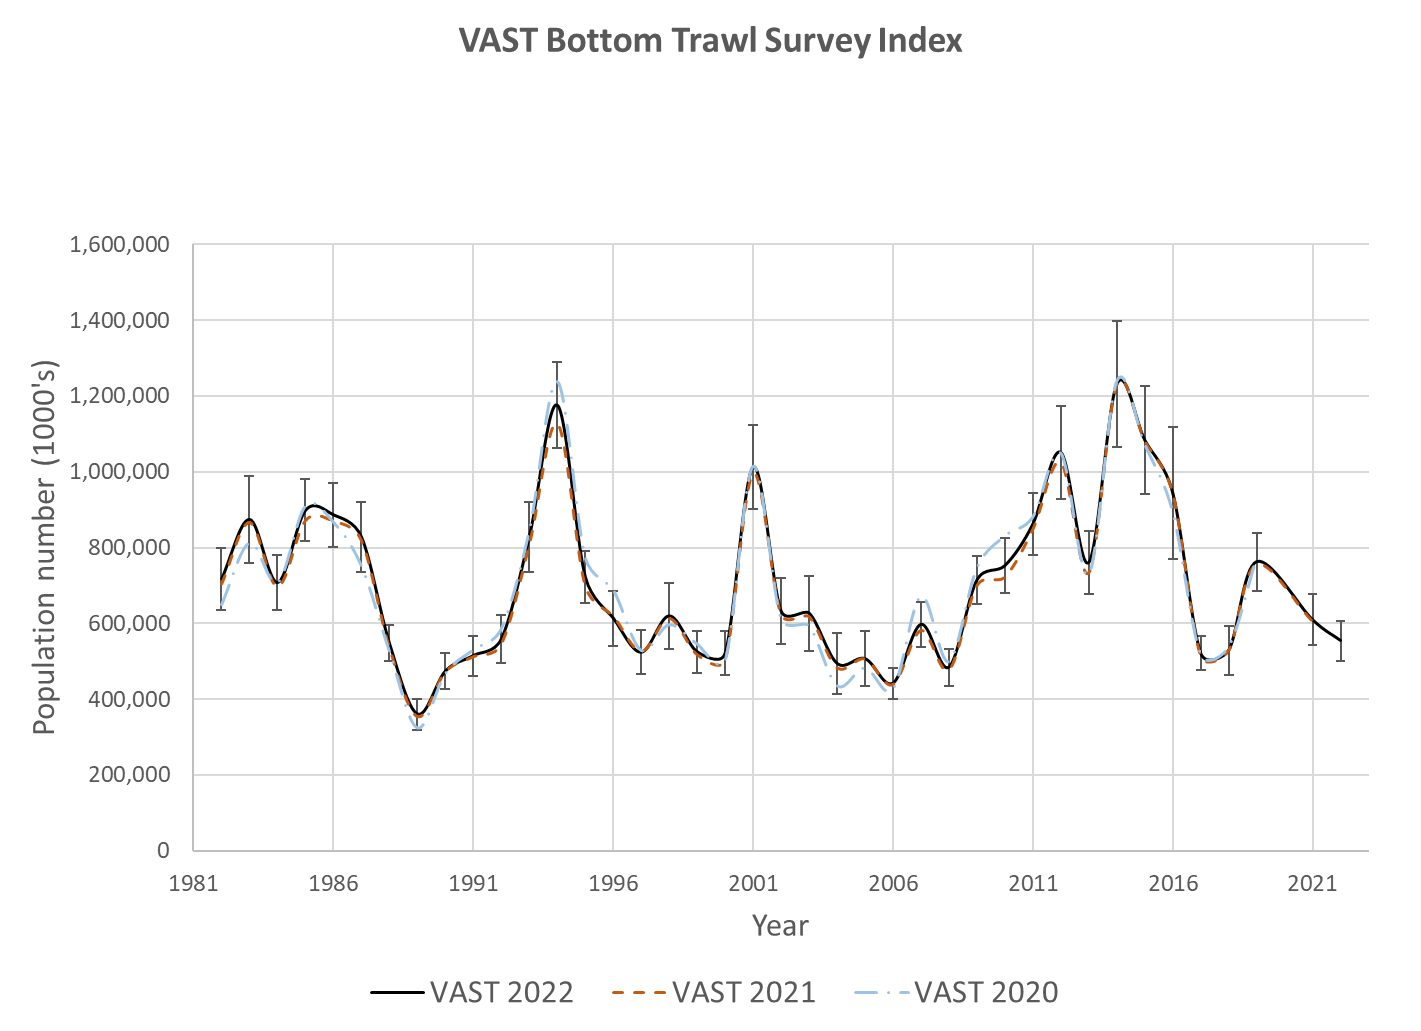 VAST Bottom Trawl Survey Index
1,600,000
1,400,000
1,200,000
1,000,000
800,000
600,000
400,000
200,000
0
Population number (1000's)
1981 1986 1991 1996 2001 2006 2011 2016 2021
Year
VAST 2022 VAST 2021 VAST 2020